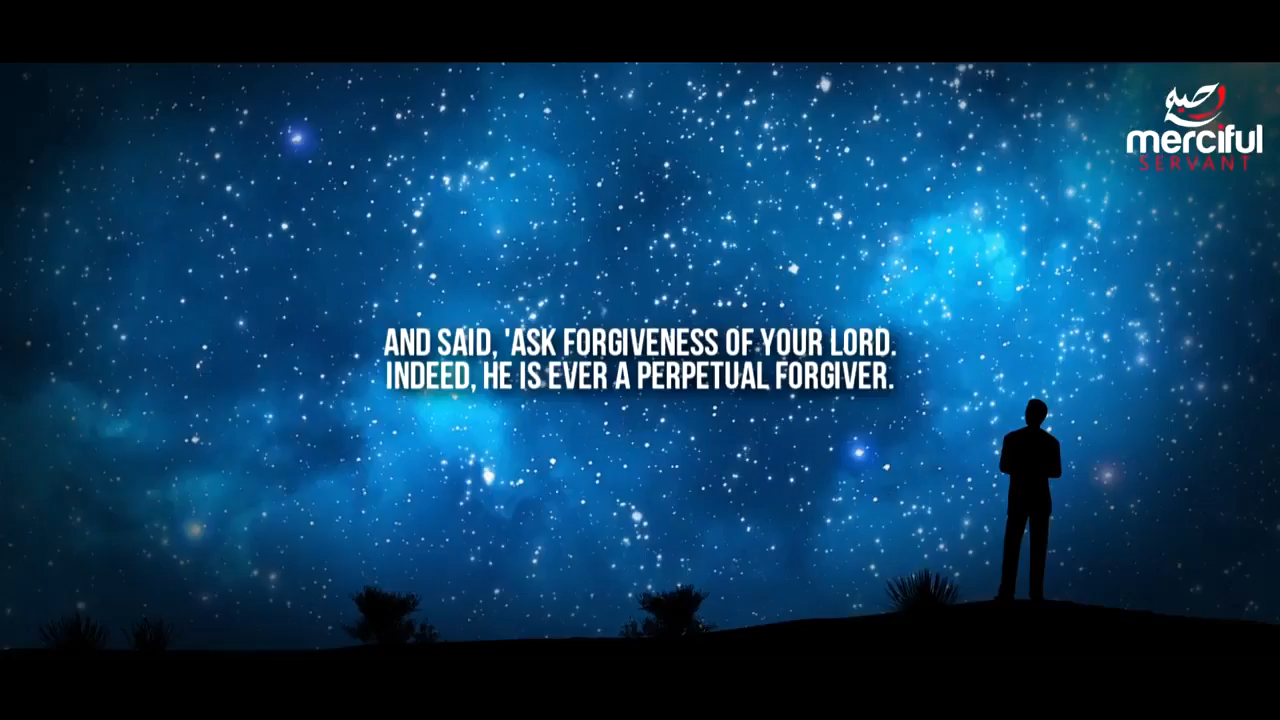 merciful
SERVANT
AND SAID, 'ASK FORGIVENESS OF YOUR LORD.
INDEED, HE IS EVER A PERPETUAL FORGIVER.